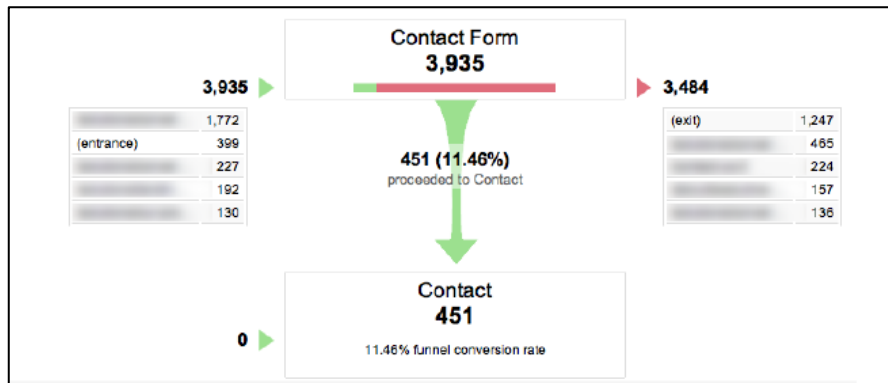 Contact Form
3,935
3,935
3,484
1,772
(entrance) 399
227
192
130
(exit) 1,247
465
224
157
136
451 (11.46%)
proceeded to Contact
Contact
451
0
11.46% funnel conversion rate